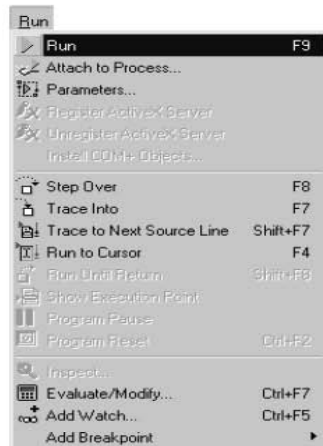 Run
Run F9
Attach to Process...
Parameters...
Register ActiveX Server
Unregister ActiveX Server
Install COM+ Objects...
Step Over F8
Trace Into F7
Trace to Next Source Line Shift+F7
Run to Cursor F4
Run Until Return Shift+F8
Show Execution Point
Program Pause
Program Reset Ctrl+F2
Inspect...
Evaluate/Modify... Ctrl+F7
Add Watch... Ctrl+F5
Add Breakpoint